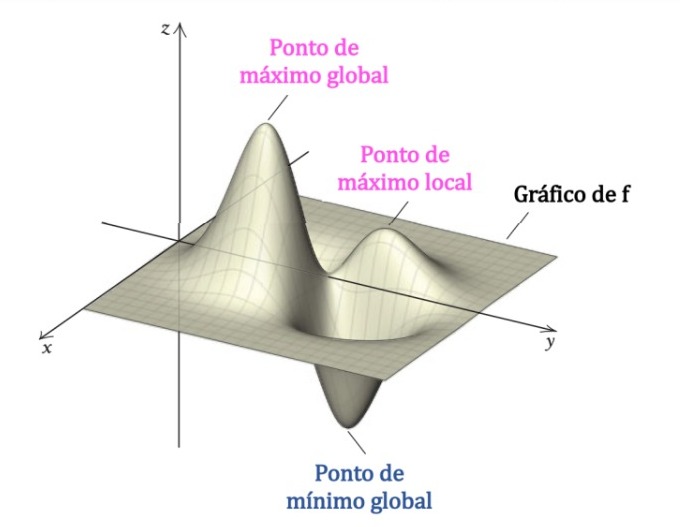 z
Ponto de
máximo global
Ponto de
máximo local
Gráfico de f
x
y
Ponto de
mínimo global